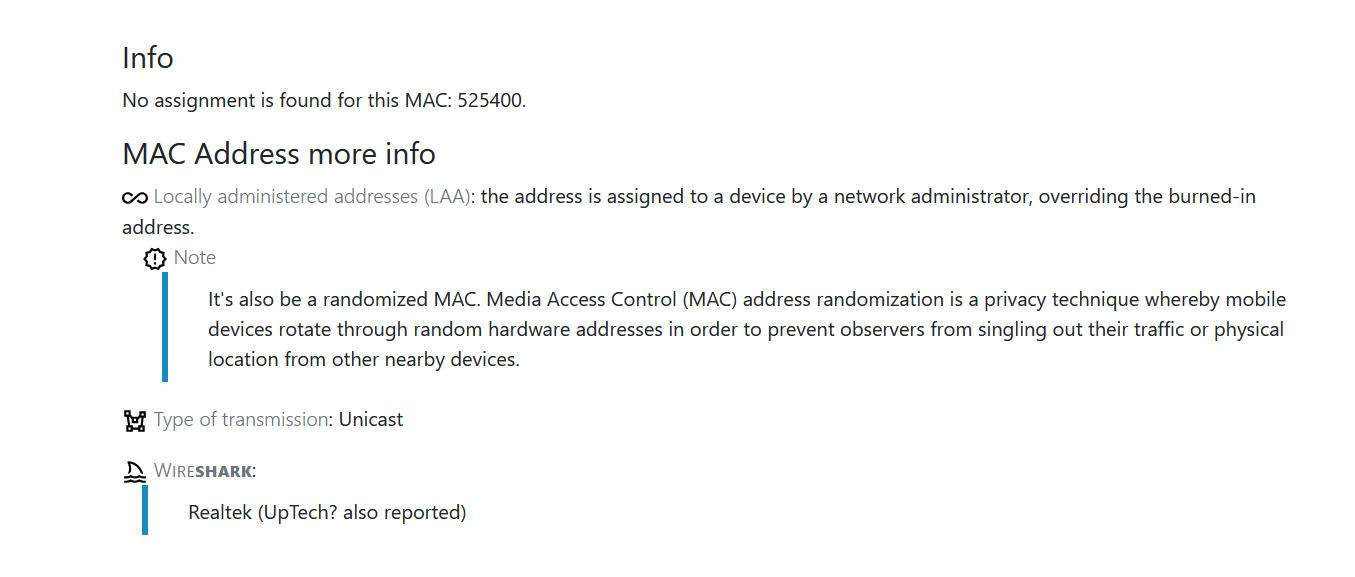 Info
No assignment is found for this MAC: 525400.
MAC Address more info
Locally administered addresses (LAA): the address is assigned to a device by a network administrator, overriding the burned-in
address.
Note
It's also be a randomized MAC. Media Access Control (MAC) address randomization is a privacy technique whereby mobile
devices rotate through random hardware addresses in order to prevent observers from singling out their traffic or physical
location from other nearby devices.
Type of transmission: Unicast
WIRESHARK:
Realtek (UpTech? also reported)